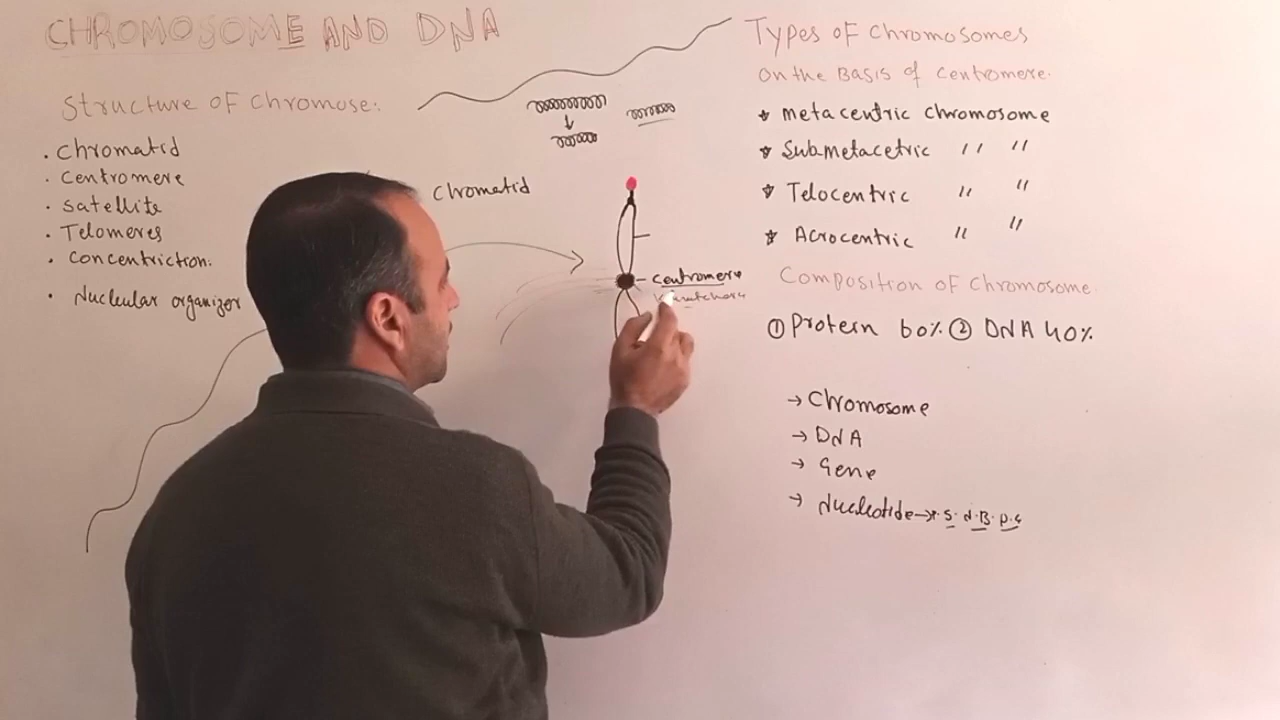 CHROMOSOME AND DNA
Structure OF Chromose:.
. Chromatid
. Centromere
. Satellite
. Telomeres
. Concentriction:
. Nucleular organizor
Chromatid
Centromere
Types OF Chromosomes
On the Basis of Centromere.
* Metacentric chromosome
* Submetacetric " "
* Telocentric " "
* Acrocentric " "
Composition of Chromosome
① Protein 60% ② DNA 40%
→ Chromosome
→ DNA
→ Gene
→ Nucleotide → P.S. N.B. P.G